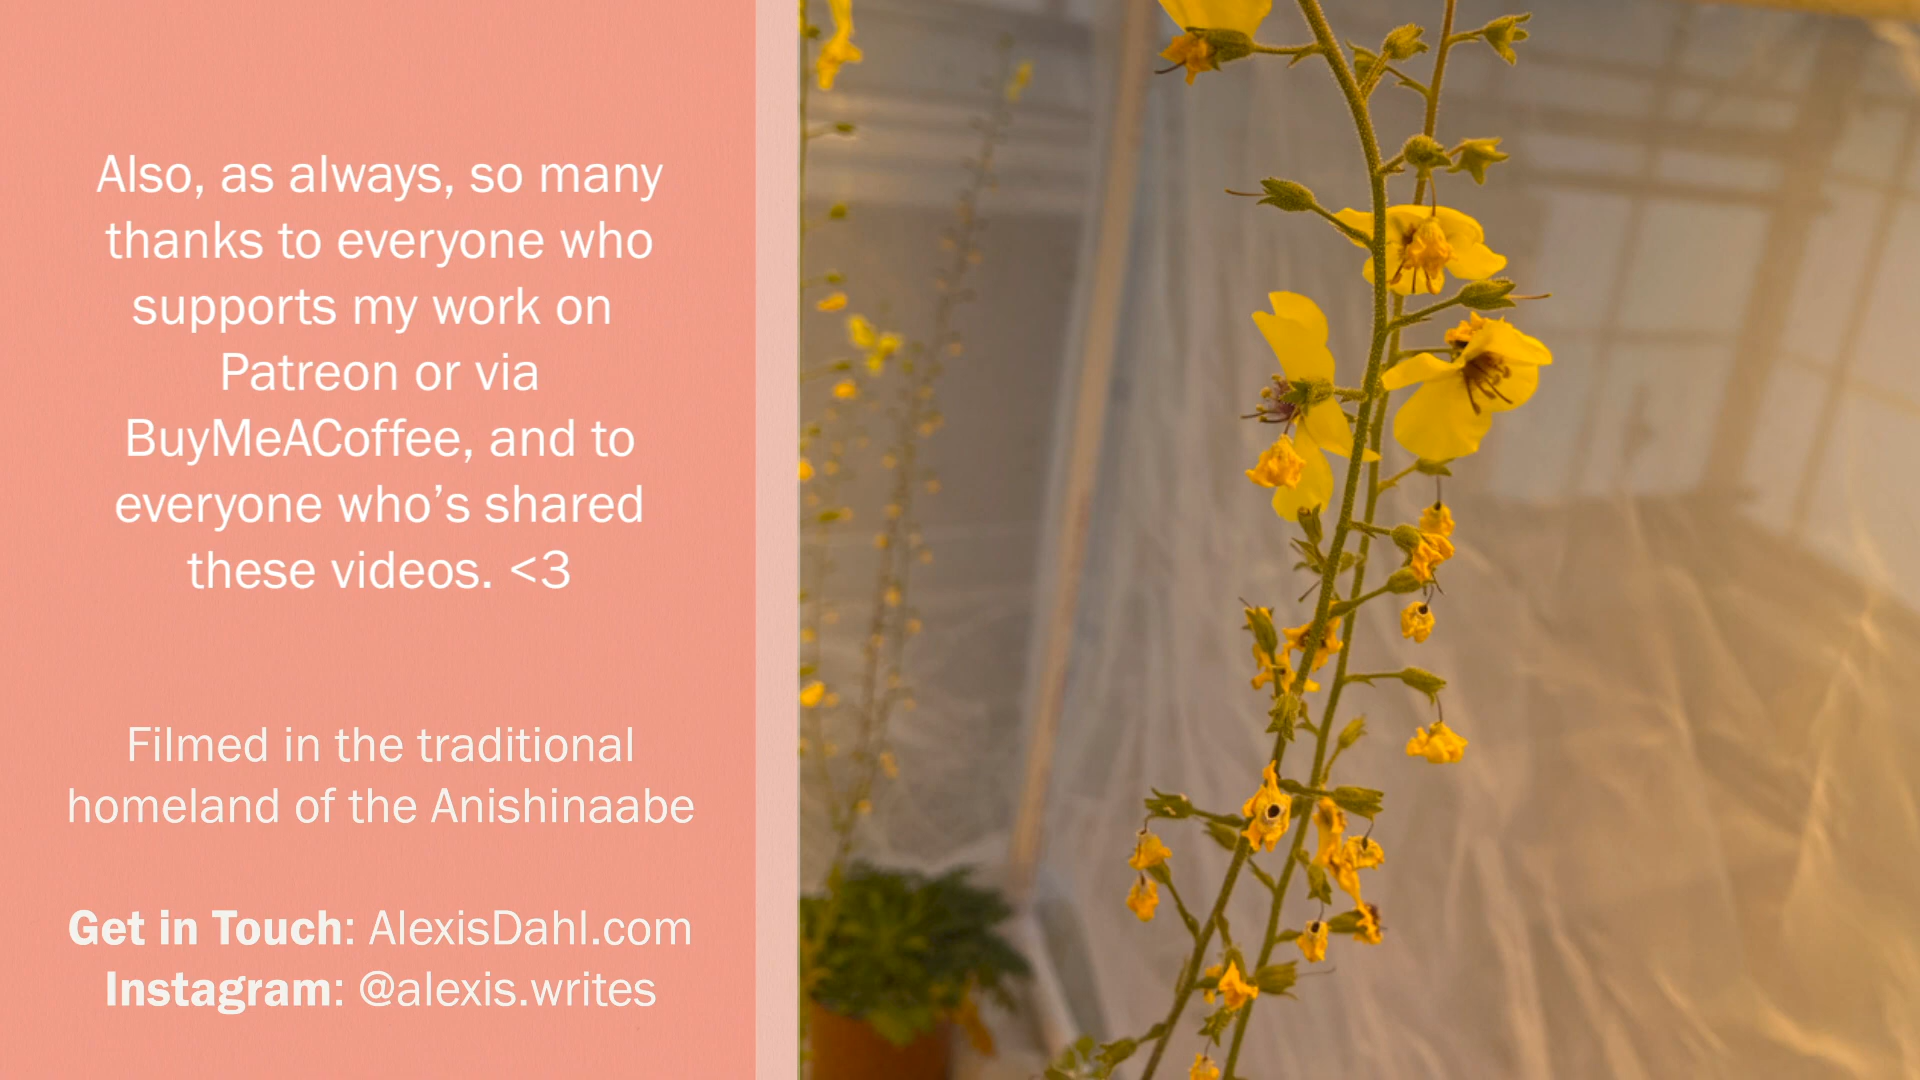 Also, as always, so many
thanks to everyone who
supports my work on
Patreon or via
BuyMeACoffee, and to
everyone who’s shared
these videos. <3
Filmed in the traditional
homeland of the Anishinaabe
Get in Touch: AlexisDahl.com
Instagram: @alexis.writes